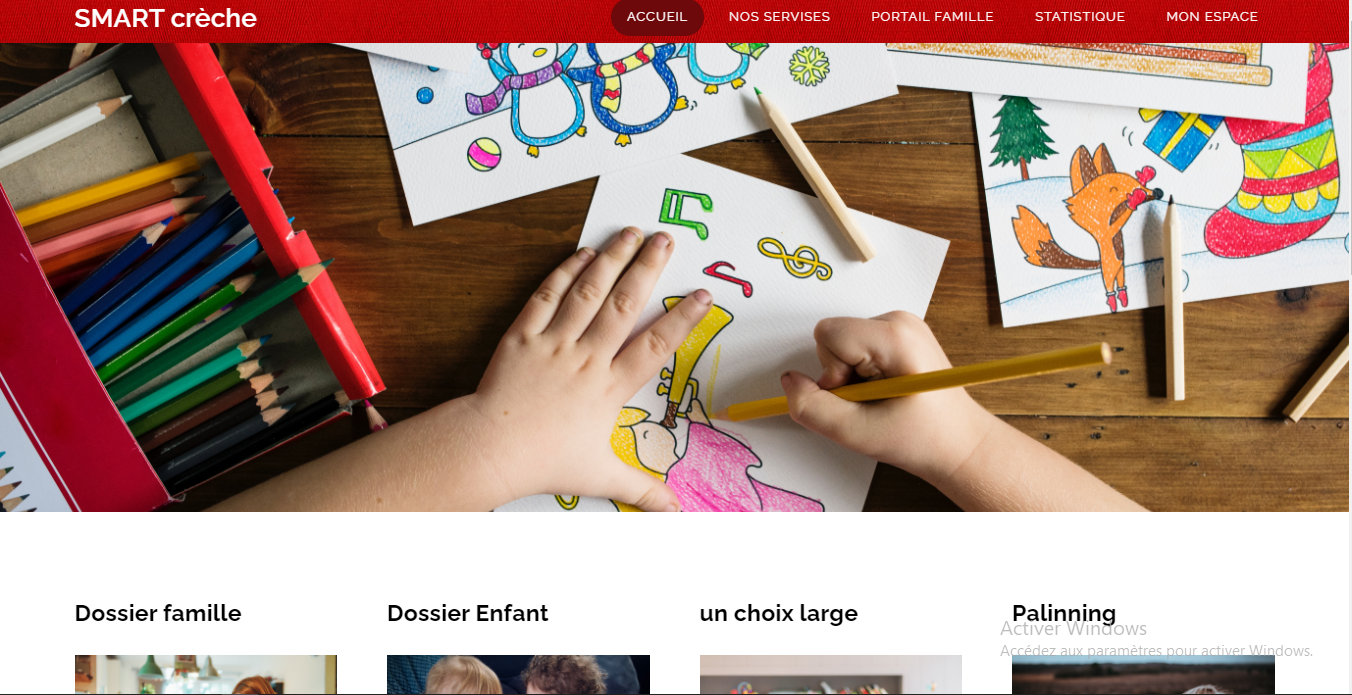 SMART crèche
ACCUEIL NOS SERVISES PORTAIL FAMILLE STATISTIQUE MON ESPACE
Dossier famille Dossier Enfant un choix large Palinning
Activer Windows
Accédez aux paramètres pour activer Windows.